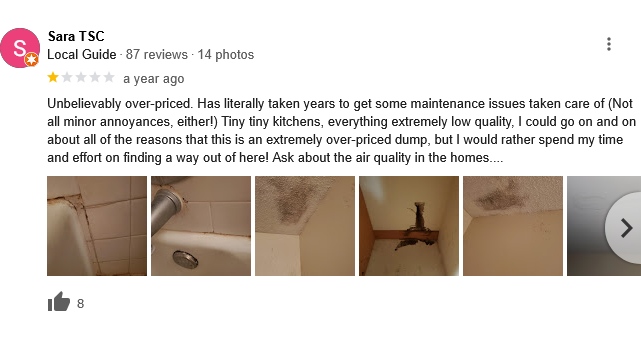 S
Sara TSC
Local Guide · 87 reviews · 14 photos
a year ago
Unbelievably over-priced. Has literally taken years to get some maintenance issues taken care of (Not
all minor annoyances, either!) Tiny tiny kitchens, everything extremely low quality, I could go on and on
about all of the reasons that this is an extremely over-priced dump, but I would rather spend my time
and effort on finding a way out of here! Ask about the air quality in the homes....
8